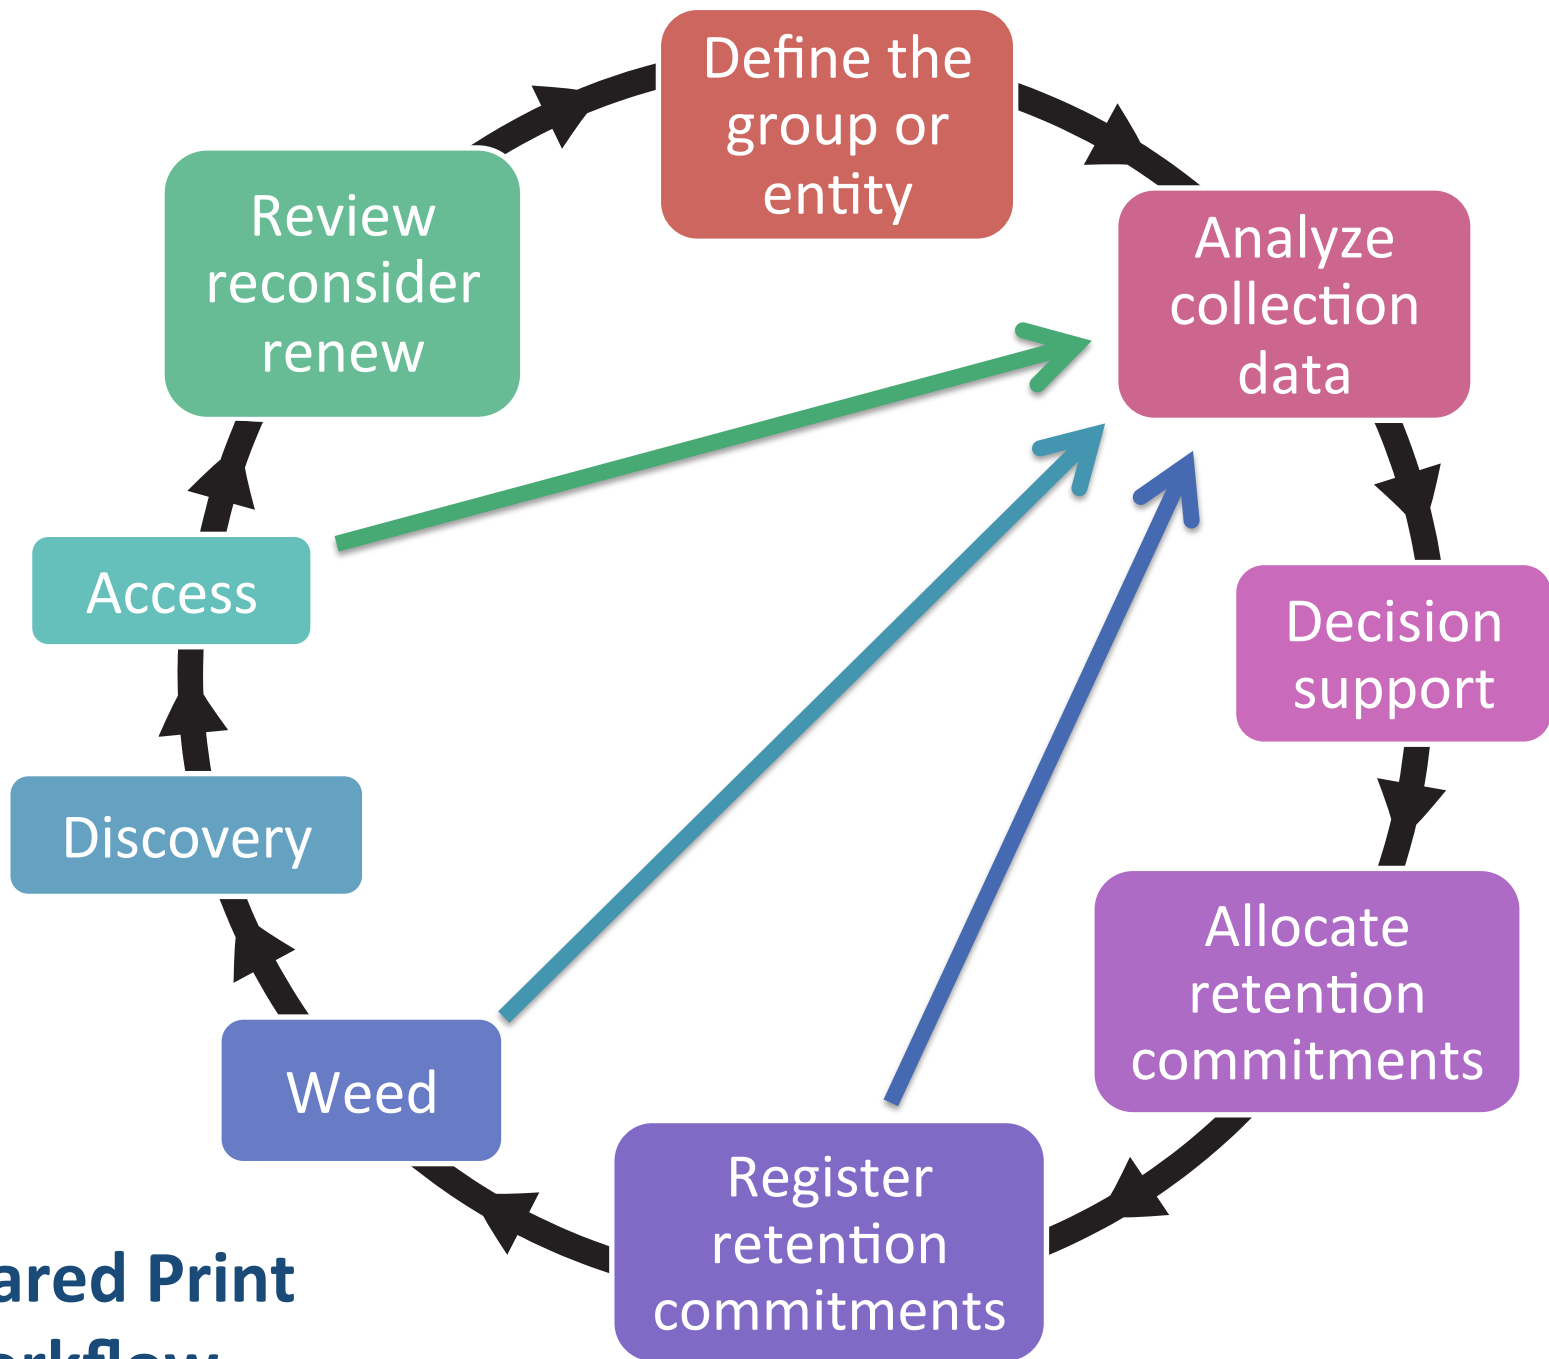 Define the
group or
entity
Analyze
collection
data
Decision
support
Allocate
retention
commitments
Register
retention
commitments
Weed
Discovery
Access
Review
reconsider
renew
ared Print
rkflow